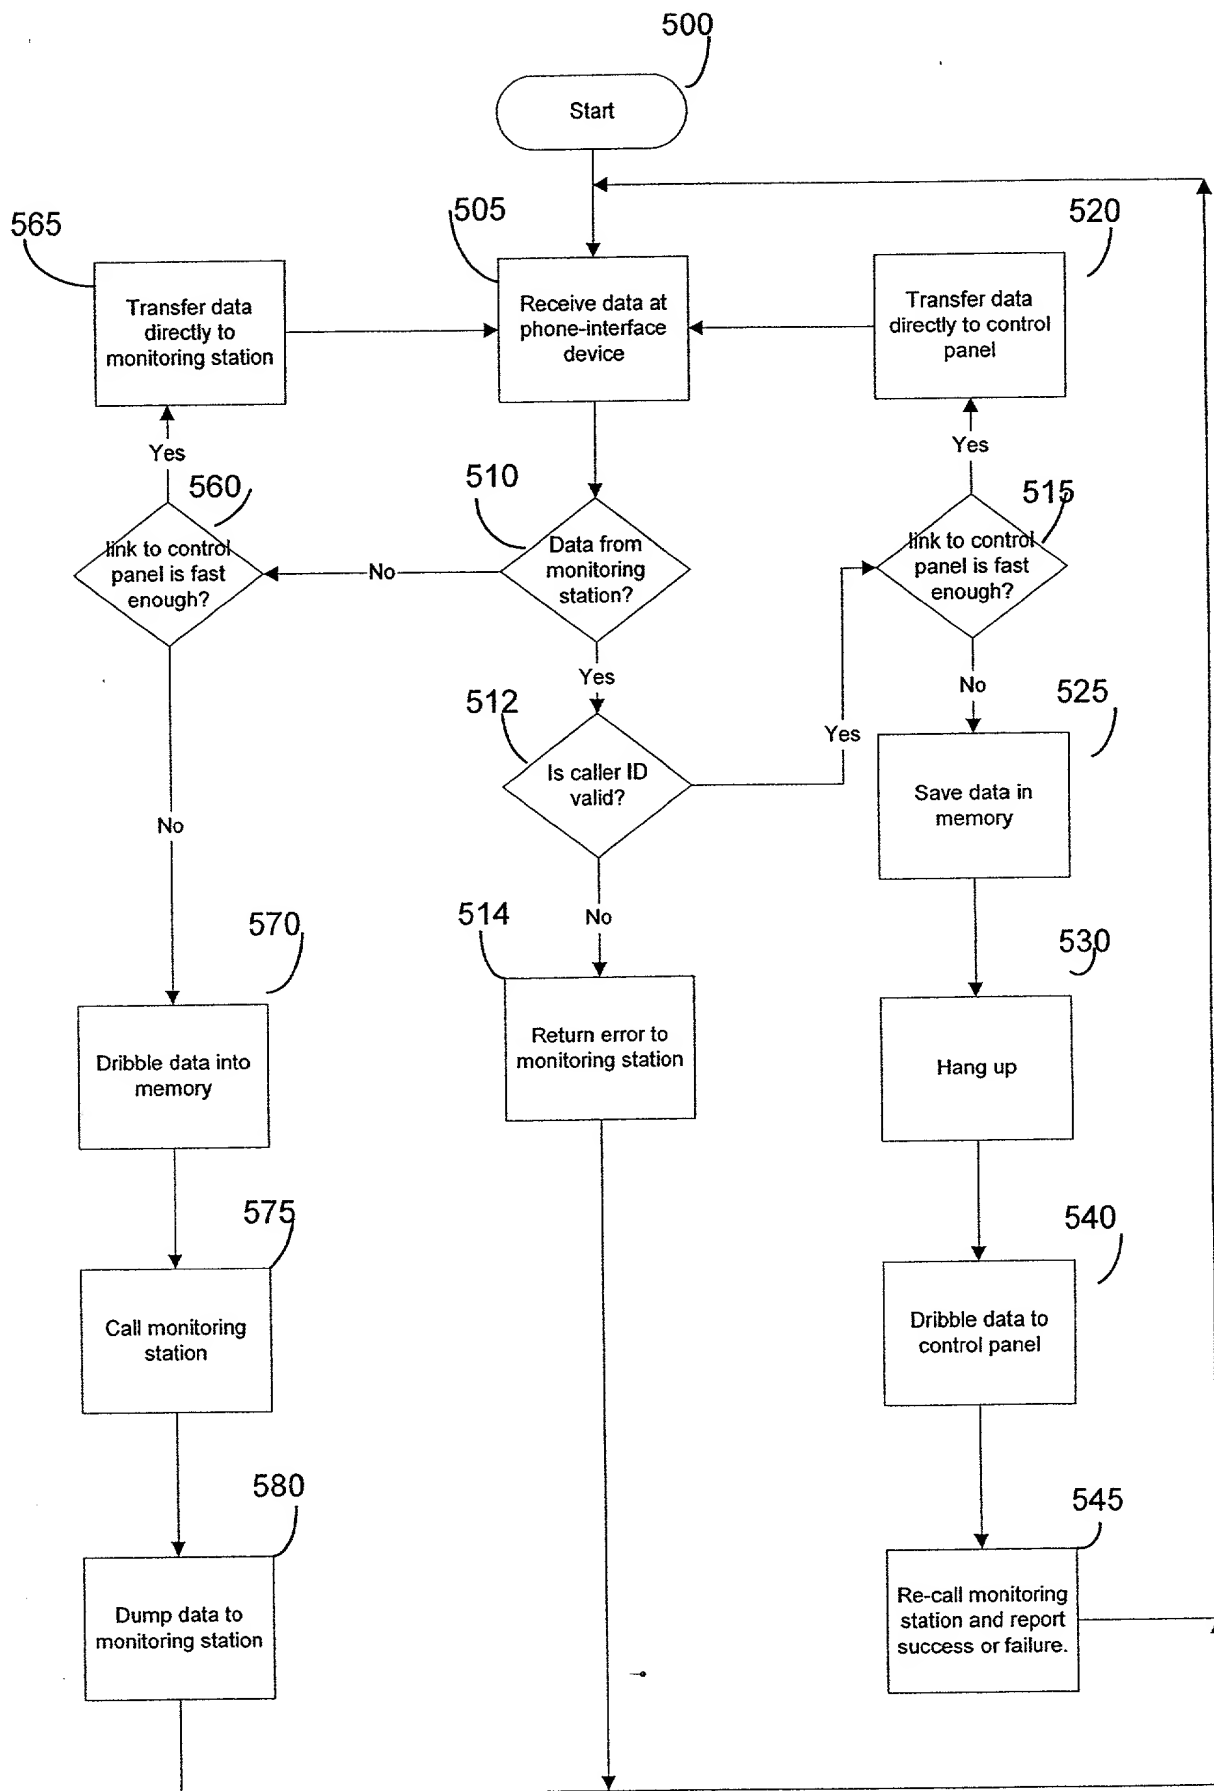 500
Start
565
505
520
Transfer data
directly to
monitoring station
Receive data at
phone-interface
device
Transfer data
directly to control
panel
Yes
Yes
560
510
515
link to control
panel is fast
enough?
No
Data from
monitoring
station?
link to control
panel is fast
enough?
Yes
No
512
525
Yes
Is caller ID
valid?
Save data in
memory
No
570
514
No
530
Dribble data into
memory
Return error to
monitoring station
Hang up
575
540
Call monitoring
station
Dribble data to
control panel
580
545
Dump data to
monitoring station
Re-call monitoring
station and report
success or failure.